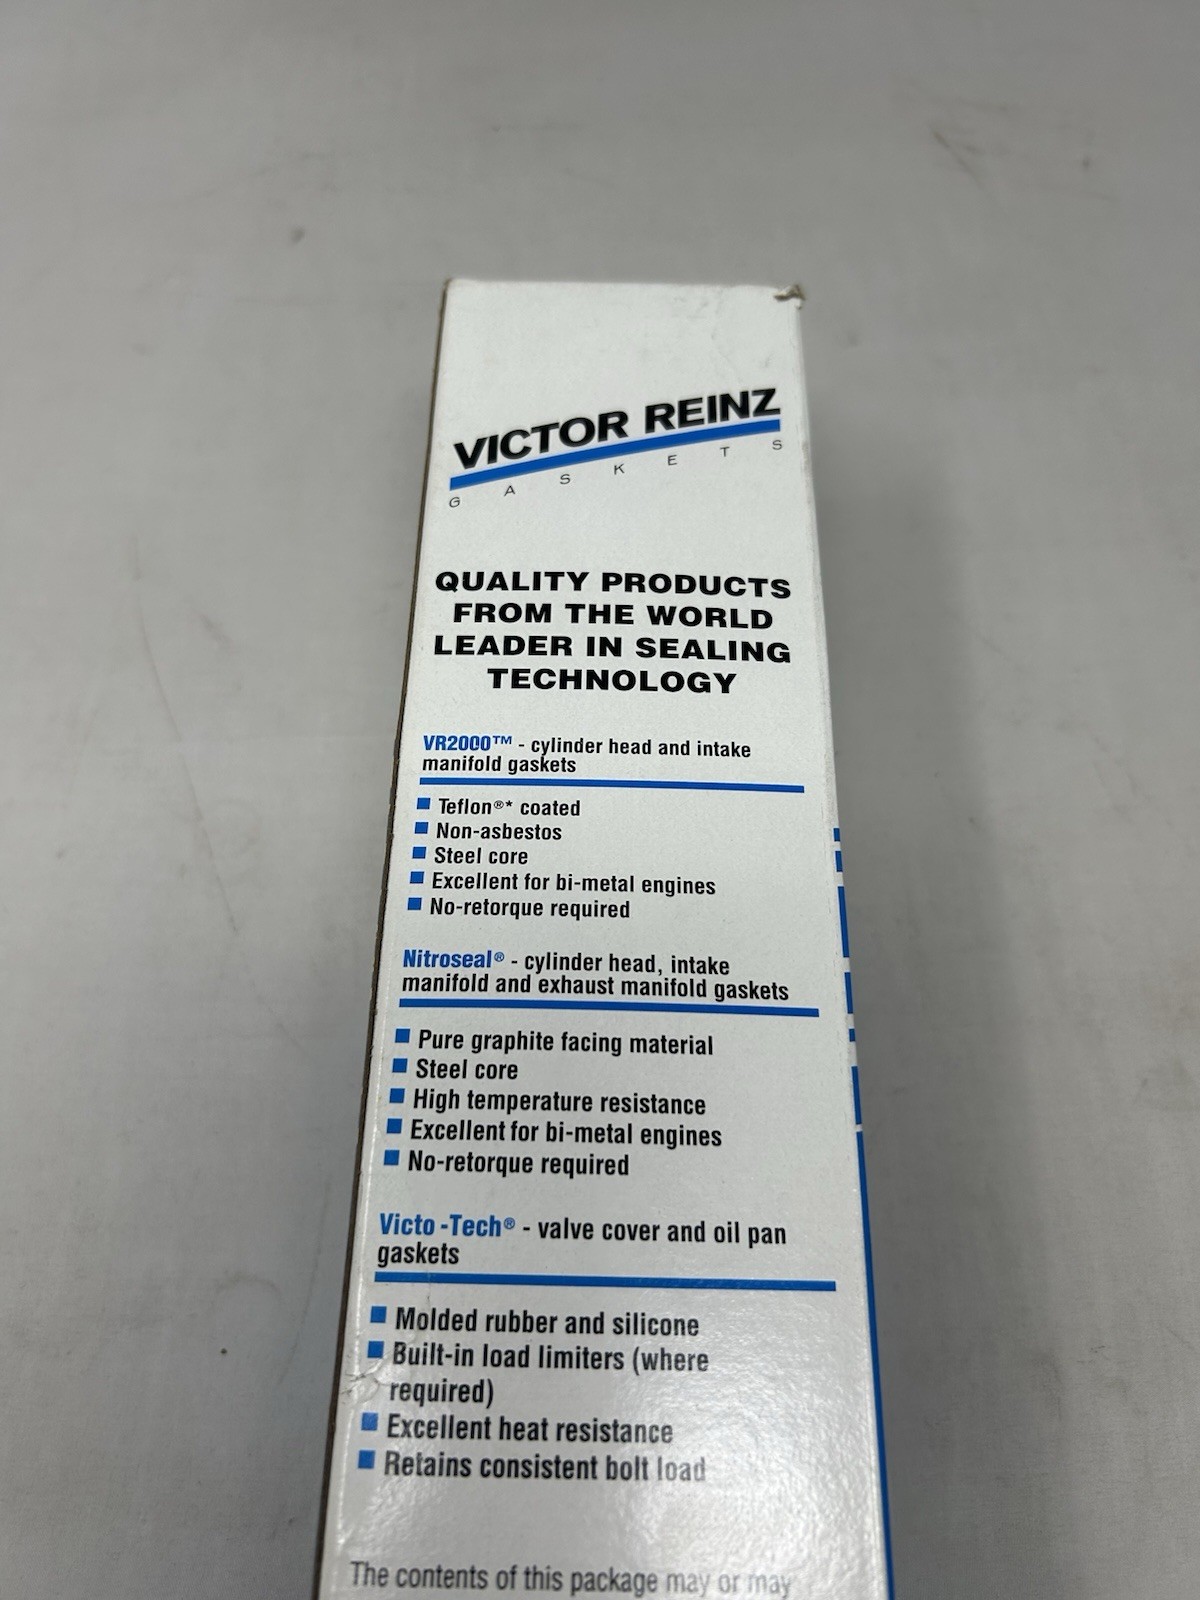 VICTOR REINZ
GASKETS
QUALITY PRODUCTS
FROM THE WORLD
LEADER IN SEALING
TECHNOLOGY
VR2000™ - cylinder head and intake
manifold gaskets
■ Teflon®* coated
■ Non-asbestos
■ Steel core
■ Excellent for bi-metal engines
■ No-retorque required
Nitroseal® - cylinder head, intake
manifold and exhaust manifold gaskets
■ Pure graphite facing material
■ Steel core
■ High temperature resistance
■ Excellent for bi-metal engines
■ No-retorque required
Victo-Tech® - valve cover and oil pan
gaskets
■ Molded rubber and silicone
■ Built-in load limiters (where
required)
■ Excellent heat resistance
■ Retains consistent bolt load
The contents of this package may or may